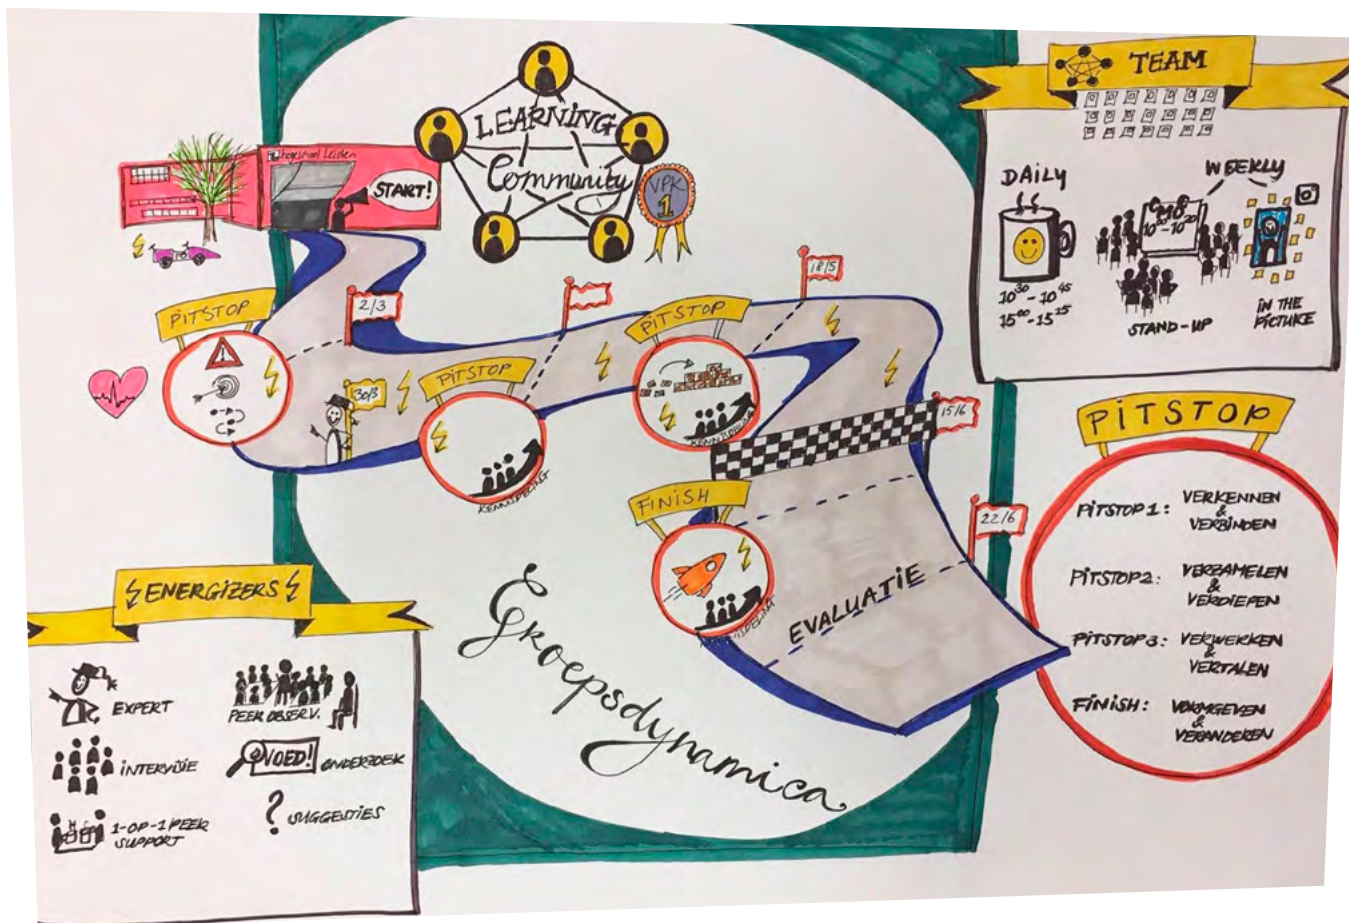 LEARNING
Community
VPK
1
hogeschool Leiden
START!
PITSTOP
2/3
30/3
PITSTOP
KENNISDELING
PITSTOP
18/5
15/6
FINISH
22/6
EVALUATIE
Groepsdynamica
TEAM
DAILY
10³⁰ - 10⁴⁵
15⁰⁰ - 15¹⁵
WEEKLY
STAND-UP
IN THE
PICTURE
PITSTOP
PITSTOP 1: VERKENNEN
&
VERBINDEN
PITSTOP 2: VERZAMELEN
&
VERDIEPEN
PITSTOP 3: VERWERKEN
&
VERTALEN
FINISH: VORMGEVEN
&
VERANDEREN
ENERGIZERS
EXPERT
PEER OBSERV.
INTERVISIE
VOED! ONDERZOEK
1-OP-1 PEER
SUPPORT
? SUGGESTIES